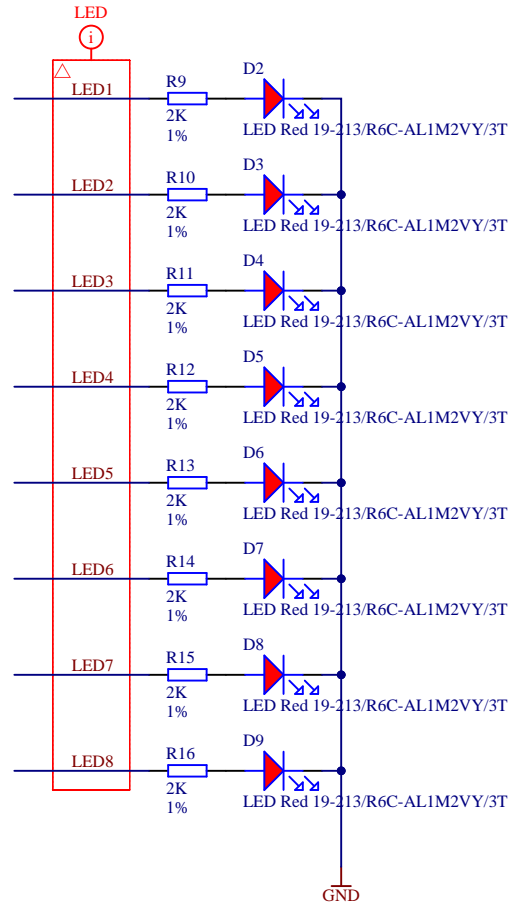 LED
i
LED1
R9
2K
1%
D2
LED Red 19-213/R6C-AL1M2VY/3T
LED2
R10
2K
1%
D3
LED Red 19-213/R6C-AL1M2VY/3T
LED3
R11
2K
1%
D4
LED Red 19-213/R6C-AL1M2VY/3T
LED4
R12
2K
1%
D5
LED Red 19-213/R6C-AL1M2VY/3T
LED5
R13
2K
1%
D6
LED Red 19-213/R6C-AL1M2VY/3T
LED6
R14
2K
1%
D7
LED Red 19-213/R6C-AL1M2VY/3T
LED7
R15
2K
1%
D8
LED Red 19-213/R6C-AL1M2VY/3T
LED8
R16
2K
1%
D9
LED Red 19-213/R6C-AL1M2VY/3T
GND